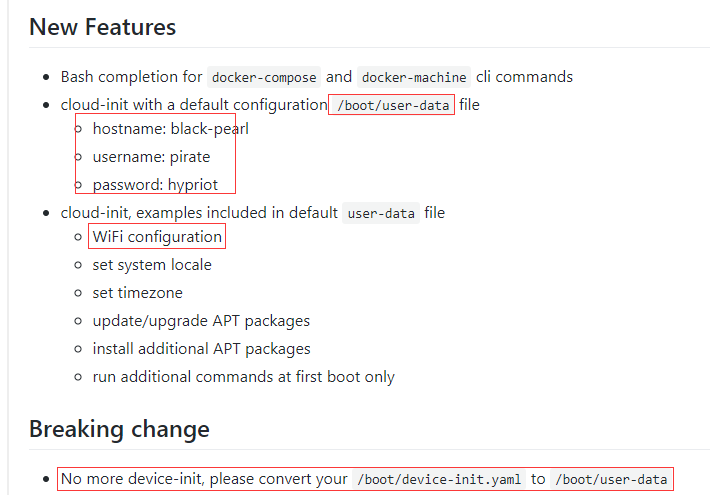 New Features
Bash completion for docker-compose and docker-machine cli commands
cloud-init with a default configuration /boot/user-data file
hostname: black-pearl
username: pirate
password: hypriot
cloud-init, examples included in default user-data file
WiFi configuration
set system locale
set timezone
update/upgrade APT packages
install additional APT packages
run additional commands at first boot only
Breaking change
No more device-init, please convert your /boot/device-init.yaml to /boot/user-data